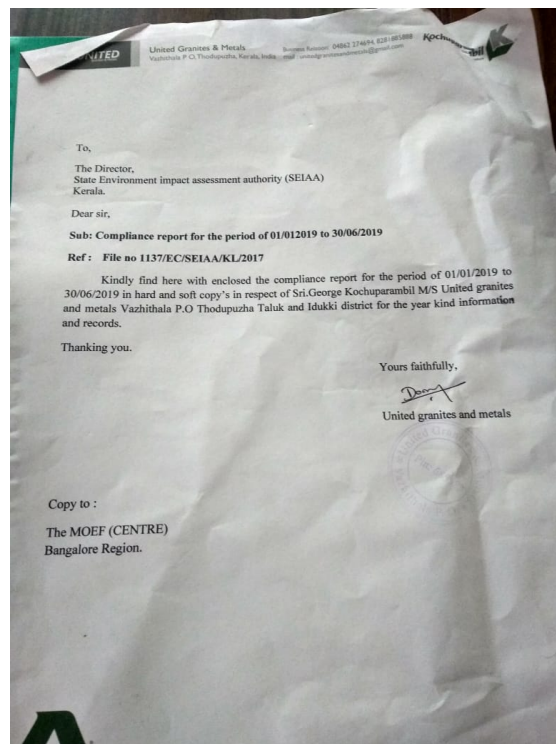 UNITED
United Granites & Metals
Vazhithala P O, Thodupuzha, Kerala, India
04862 274694, 8281885888
Kochuparambil
To,
The Director,
State Environment impact assessment authority (SEIAA)
Kerala.
Dear sir,
Sub: Compliance report for the period of 01/012019 to 30/06/2019
Ref : File no 1137/EC/SEIAA/KL/2017
Kindly find here with enclosed the compliance report for the period of 01/01/2019 to
30/06/2019 in hard and soft copy's in respect of Sri.George Kochuparambil M/S United granites
and metals Vazhithala P.O Thodupuzha Taluk and Idukki district for the year kind information
and records.
Thanking you.
Yours faithfully,
United granites and metals
Copy to :
The MOEF (CENTRE)
Bangalore Region.